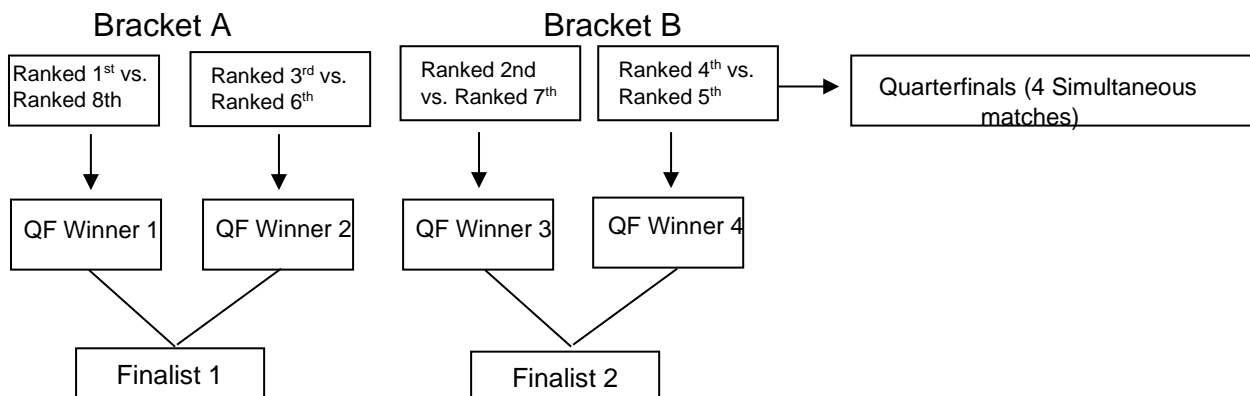 Bracket A
Bracket B
Ranked 1st vs.
Ranked 8th
Ranked 3rd vs.
Ranked 6th
Ranked 2nd
vs. Ranked 7th
Ranked 4th vs.
Ranked 5th
Quarterfinals (4 Simultaneous
matches)
QF Winner 1
QF Winner 2
QF Winner 3
QF Winner 4
Finalist 1
Finalist 2